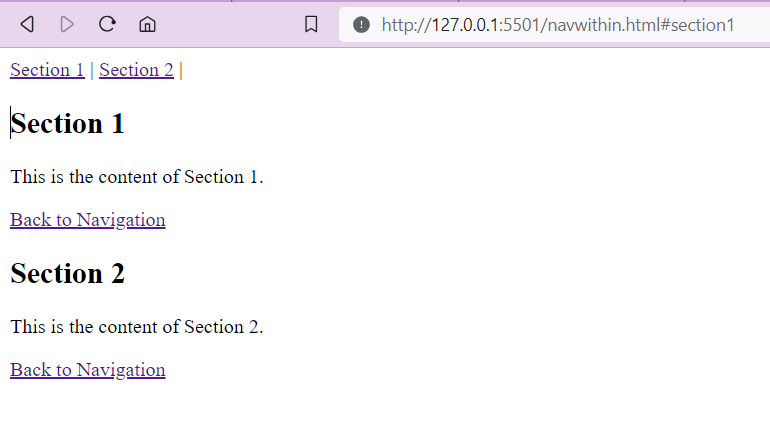 http://127.0.0.1:5501/navwithin.html#section1
Section 1 | Section 2 |
Section 1
This is the content of Section 1.
Back to Navigation
Section 2
This is the content of Section 2.
Back to Navigation